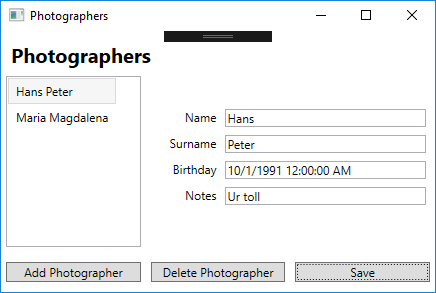 Photographers
Photographers
Hans Peter
Maria Magdalena
Name Hans
Surname Peter
Birthday 10/1/1991 12:00:00 AM
Notes Ur toll
Add Photographer Delete Photographer Save